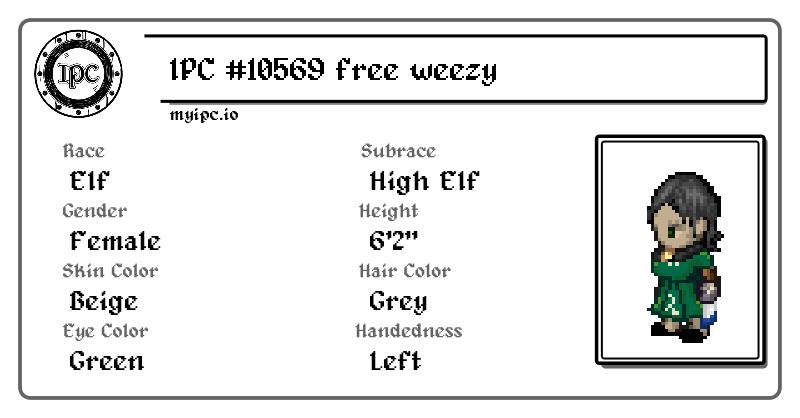 IPC
IPC #10569 free weezy
myipc.io
Race
Elf
Subrace
High Elf
Gender
Female
Height
6'2"
Skin Color
Beige
Hair Color
Grey
Eye Color
Green
Handedness
Left